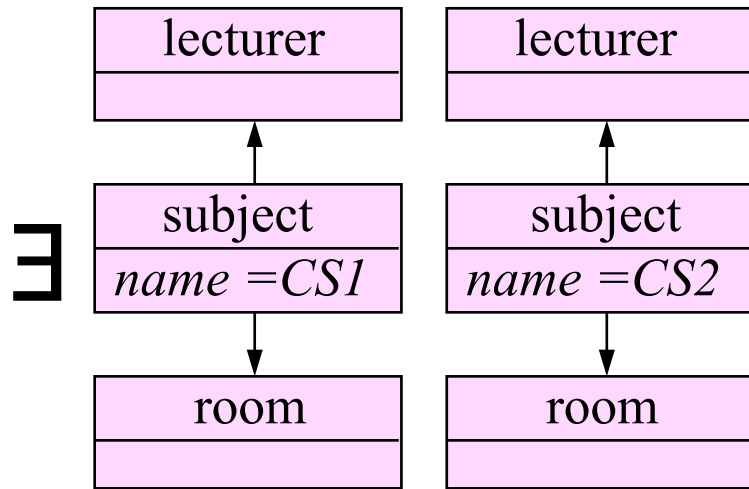 lecturer lecturer
∃ subject subject
name =CS1 name =CS2
room room